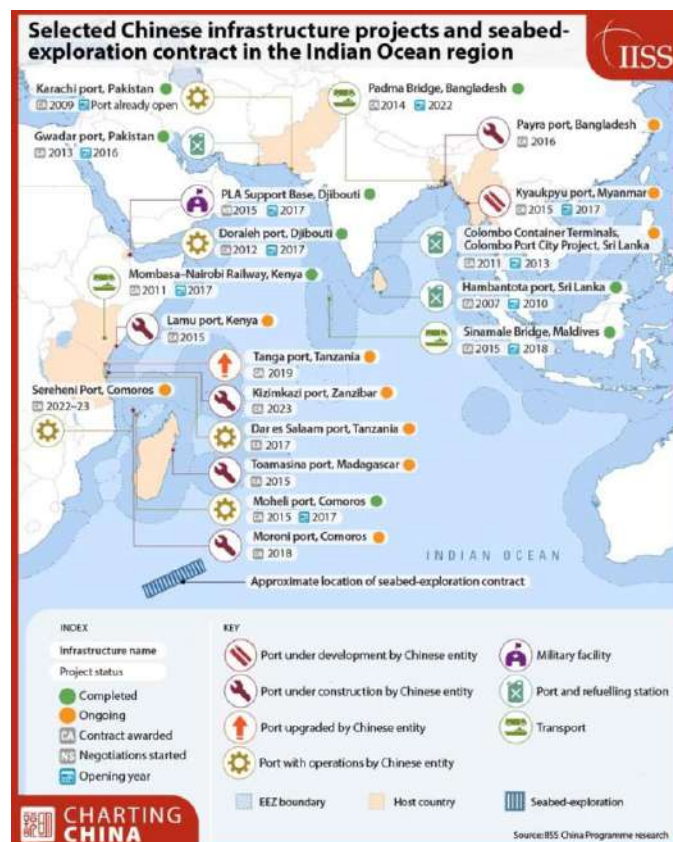 Selected Chinese infrastructure projects and seabed-
exploration contract in the Indian Ocean region
IISS
Karachi port, Pakistan
CA 2009 Port already open
Gwadar port, Pakistan
2013 2016
Padma Bridge, Bangladesh
CA 2014 2022
Payra port, Bangladesh
CA 2016
PLA Support Base, Djibouti
2015 2017
Kyaukpyu port, Myanmar
2015 2017
Doraleh port, Djibouti
2012 2017
Colombo Container Terminals,
Colombo Port City Project, Sri Lanka
2011 2013
Mombasa–Nairobi Railway, Kenya
2011 2017
Hambantota port, Sri Lanka
2007 2010
Lamu port, Kenya
2015
Sinamale Bridge, Maldives
2015 2018
Tanga port, Tanzania
2019
Sereheni Port, Comoros
2022–23
Kizimkazi port, Zanzibar
2023
Dar es Salaam port, Tanzania
2017
Toamasina port, Madagascar
2015
Moheli port, Comoros
2015 2017
Moroni port, Comoros
2018
INDIAN OCEAN
Approximate location of seabed-exploration contract
INDEX
Infrastructure name
Project status
Completed
Ongoing
CA Contract awarded
NS Negotiations started
Opening year
KEY
Port under development by Chinese entity
Port under construction by Chinese entity
Port upgraded by Chinese entity
Port with operations by Chinese entity
Military facility
Port and refuelling station
Transport
EEZ boundary
Host country
Seabed-exploration
CHARTING
CHINA
Source: IISS China Programme research